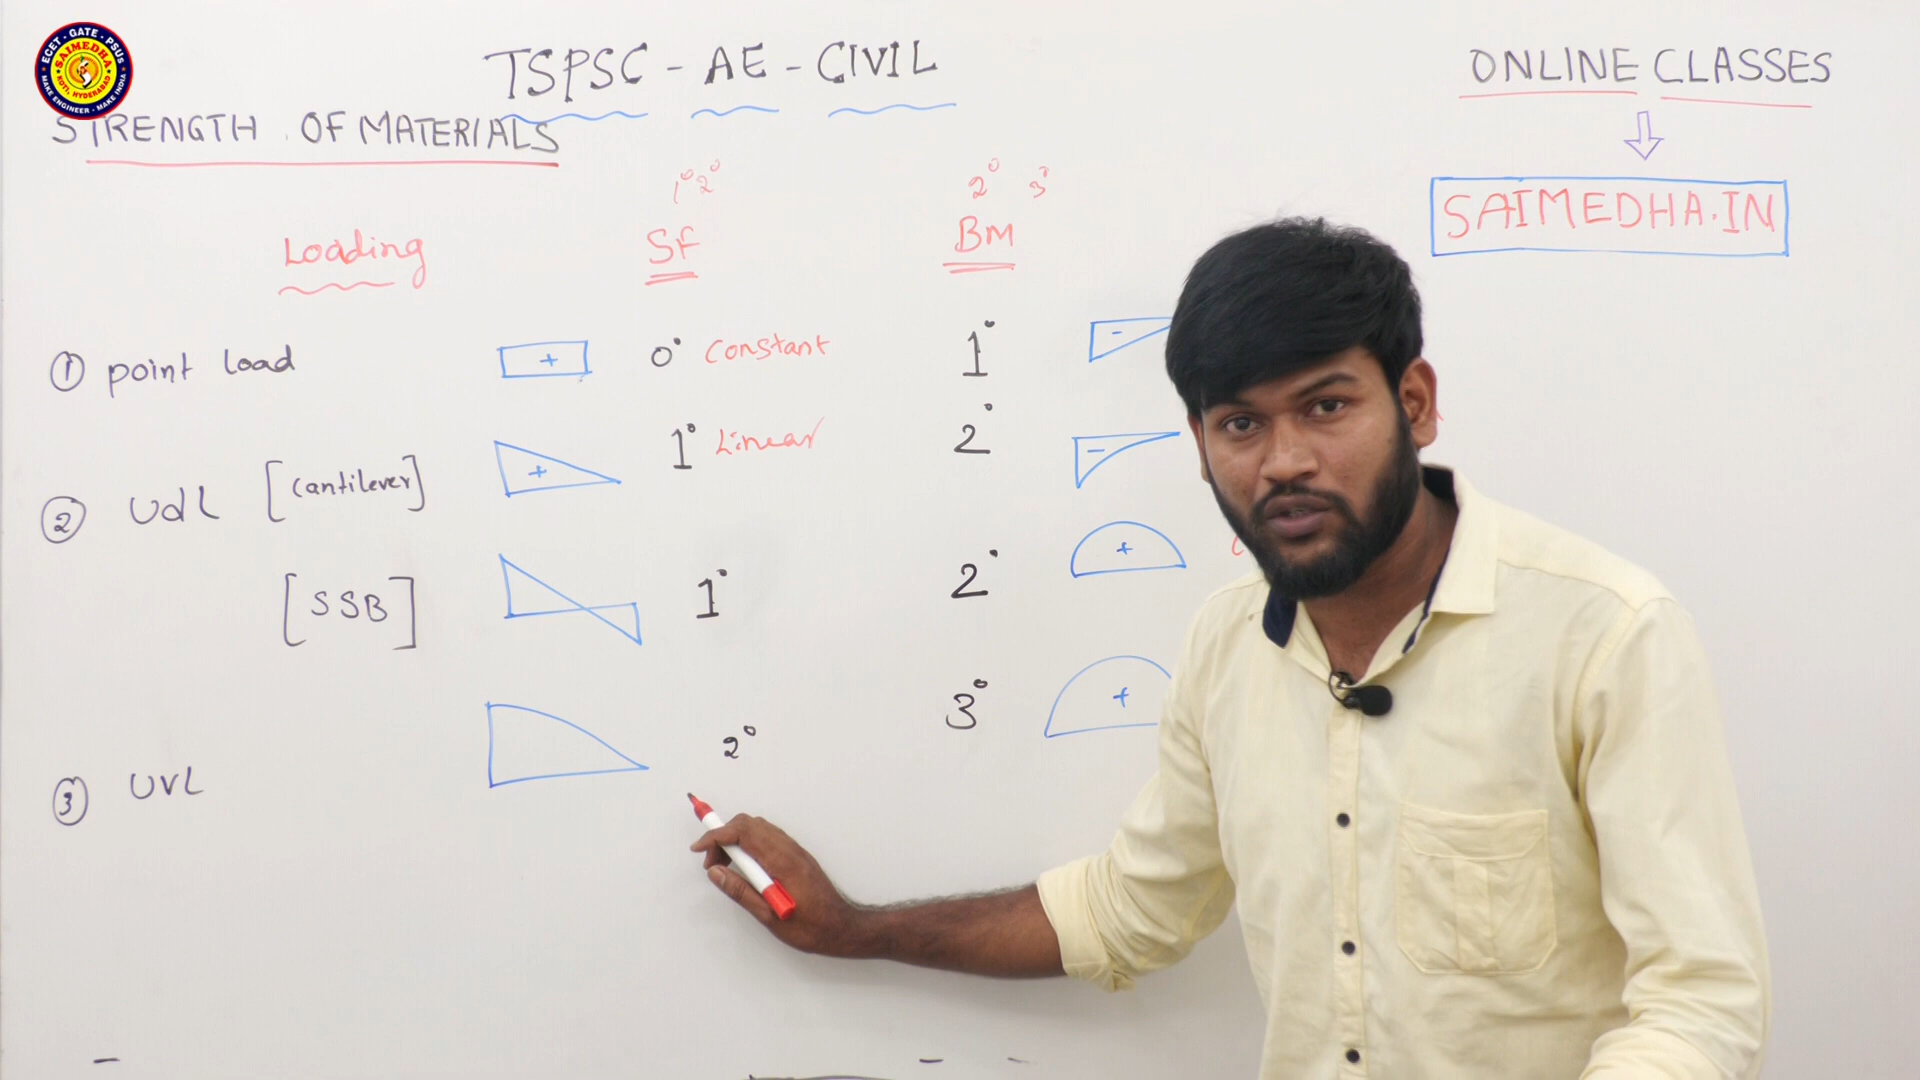 ECET - GATE - PSUS
SAIMEDHA
KOTI, HYDERABAD
MAKE ENGINEER - MAKE INDIA
TSPSC - AE - CIVIL
ONLINE CLASSES
STRENGTH OF MATERIALS
SAIMEDHA.IN
1° 2° 2° 3°
Loading SF BM
① point load + 0° Constant 1° -
② Udl [Cantilever] + 1° Linear 2° -
[SSB] 1° 2° +
③ UVL 2° 3° +